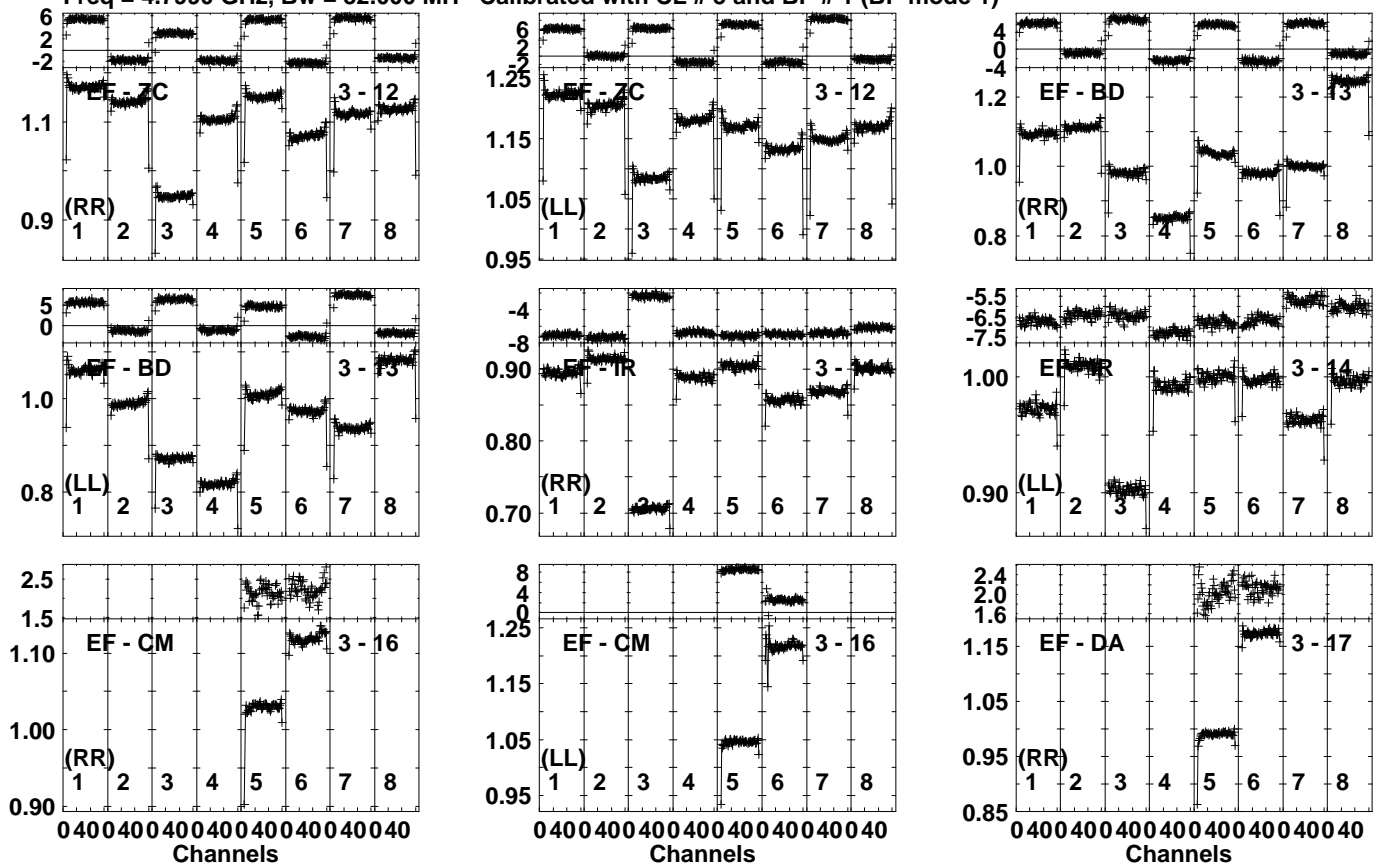 Freq = 4.7990 GHz, Bw = 32.000 MH Calibrated with CL # 3 and BP # 1 (BP mode 1)
6
2
-2
EF - ZC 3 - 12
1.1
0.9
(RR)
1 2 3 4 5 6 7 8
6
2
-2
1.25
EF - ZC 3 - 12
1.15
1.05
0.95
(LL)
1 2 3 4 5 6 7 8
4
0
-4
1.2
EF - BD 3 - 13
1.0
0.8
(RR)
1 2 3 4 5 6 7 8
5
0
EF - BD 3 - 13
1.0
0.8
(LL)
1 2 3 4 5 6 7 8
-4
-8
0.90
EF - IR 3 - 14
0.80
0.70
(RR)
1 2 3 4 5 6 7 8
-5.5
-6.5
-7.5
1.00
EF - IR 3 - 14
0.90
(LL)
1 2 3 4 5 6 7 8
2.5
1.5
EF - CM 3 - 16
1.10
1.00
0.90
(RR)
1 2 3 4 5 6 7 8
0 40 0 40 0 40 0 40 0 40 0 40 0 40 0 40
Channels
8
4
0
1.25
EF - CM 3 - 16
1.15
1.05
0.95
(LL)
1 2 3 4 5 6 7 8
0 40 0 40 0 40 0 40 0 40 0 40 0 40 0 40
Channels
2.4
2.0
1.6
EF - DA 3 - 17
1.15
1.05
0.95
0.85
(RR)
1 2 3 4 5 6 7 8
0 40 0 40 0 40 0 40 0 40 0 40 0 40 0 40
Channels